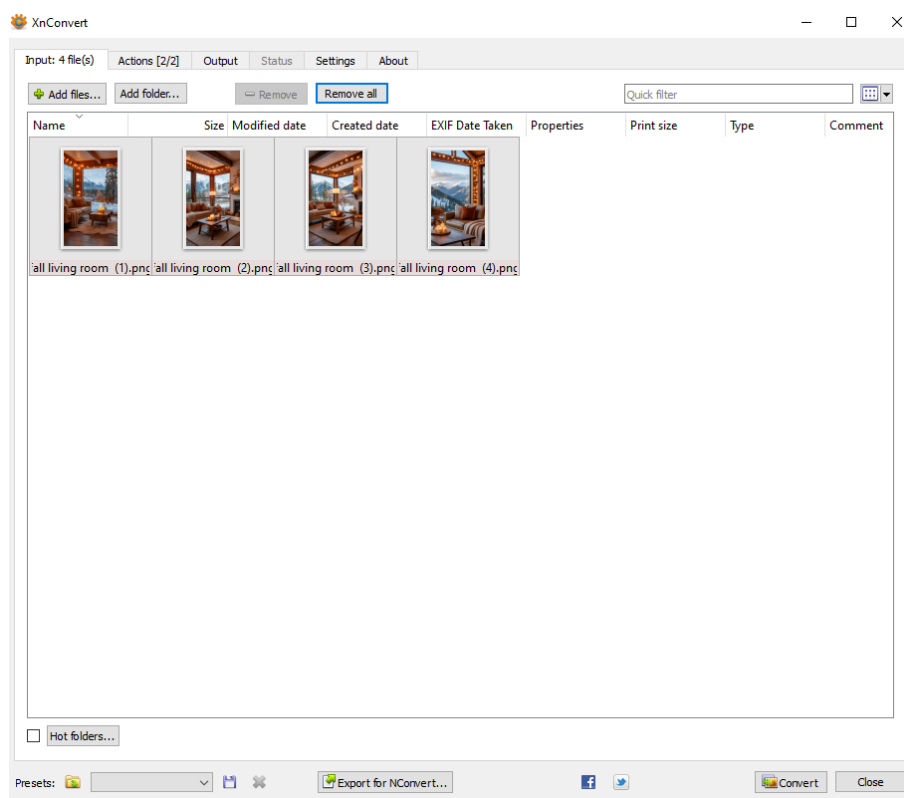 XnConvert
Input: 4 file(s) Actions [2/2] Output Status Settings About
Add files... Add folder... Remove Remove all Quick filter
Name Size Modified date Created date EXIF Date Taken Properties Print size Type Comment
all living room (1).png all living room (2).png all living room (3).png all living room (4).png
Hot folders...
Presets: Export for NConvert... Convert Close